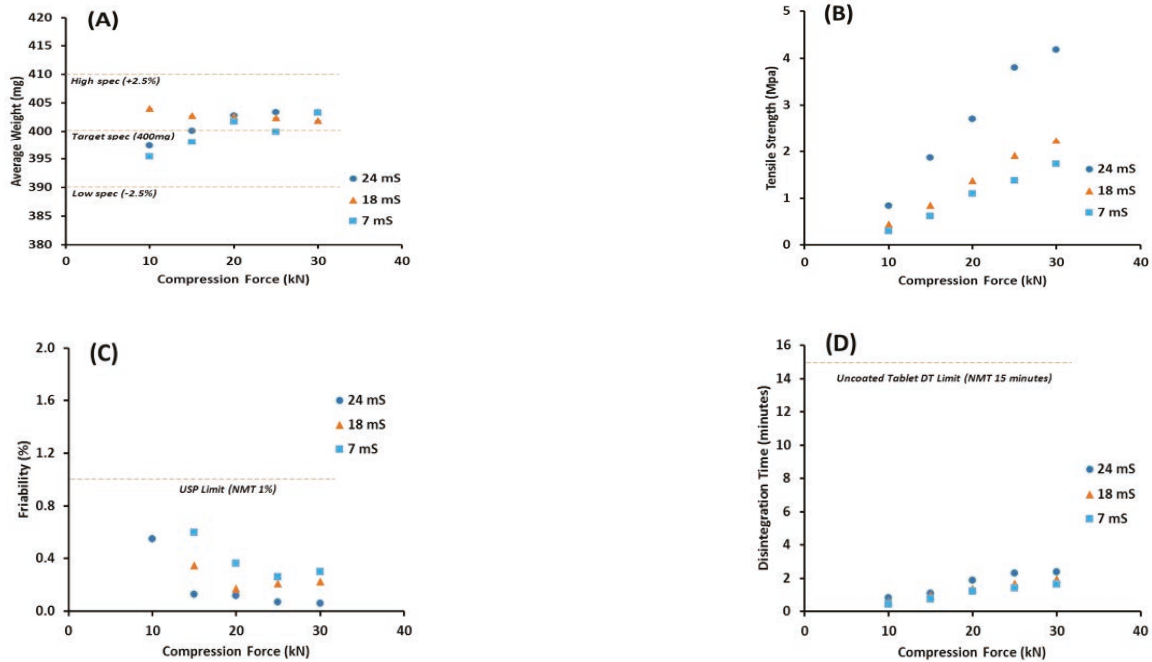 (A)
Average Weight (mg)
420
415
410
405
400
395
390
385
380
High spec (+2.5%)
Target spec (400mg)
Low spec (-2.5%)
24 mS
18 mS
7 mS
0
10
20
30
40
Compression Force (kN)
(B)
Tensile Strength (Mpa)
5
4
3
2
1
0
24 mS
18 mS
7 mS
0
10
20
30
40
Compression Force (kN)
(C)
Friability (%)
2.0
1.6
1.2
0.8
0.4
0.0
24 mS
18 mS
7 mS
USP Limit (NMT 1%)
0
10
20
30
40
Compression Force (kN)
(D)
Disintegration Time (minutes)
16
14
12
10
8
6
4
2
0
Uncoated Tablet DT Limit (NMT 15 minutes)
24 mS
18 mS
7 mS
0
10
20
30
40
Compression Force (kN)